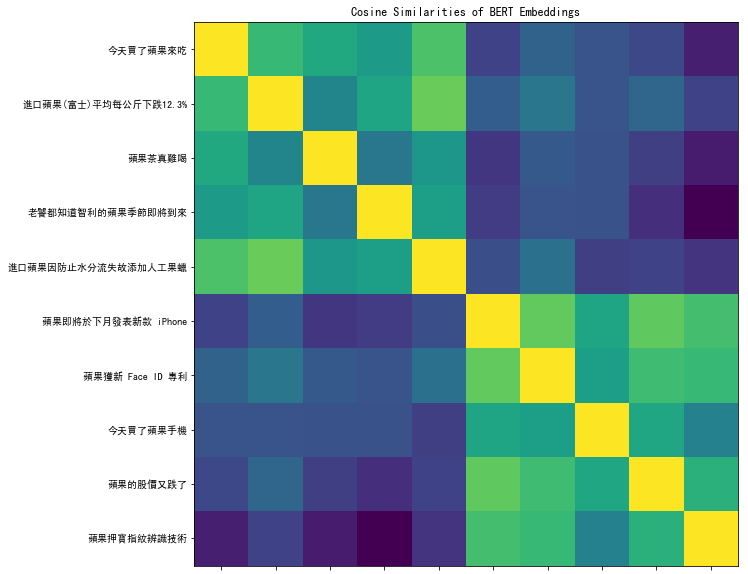 Cosine Similarities of BERT Embeddings
今天買了蘋果來吃
進口蘋果(富士)平均每公斤下跌12.3%
蘋果茶真難喝
老饕都知道智利的蘋果季節即將到來
進口蘋果因防止水分流失故添加人工果蠟
蘋果即將於下月發表新款 iPhone
蘋果獲新 Face ID 專利
今天買了蘋果手機
蘋果的股價又跌了
蘋果押寶指紋辨識技術